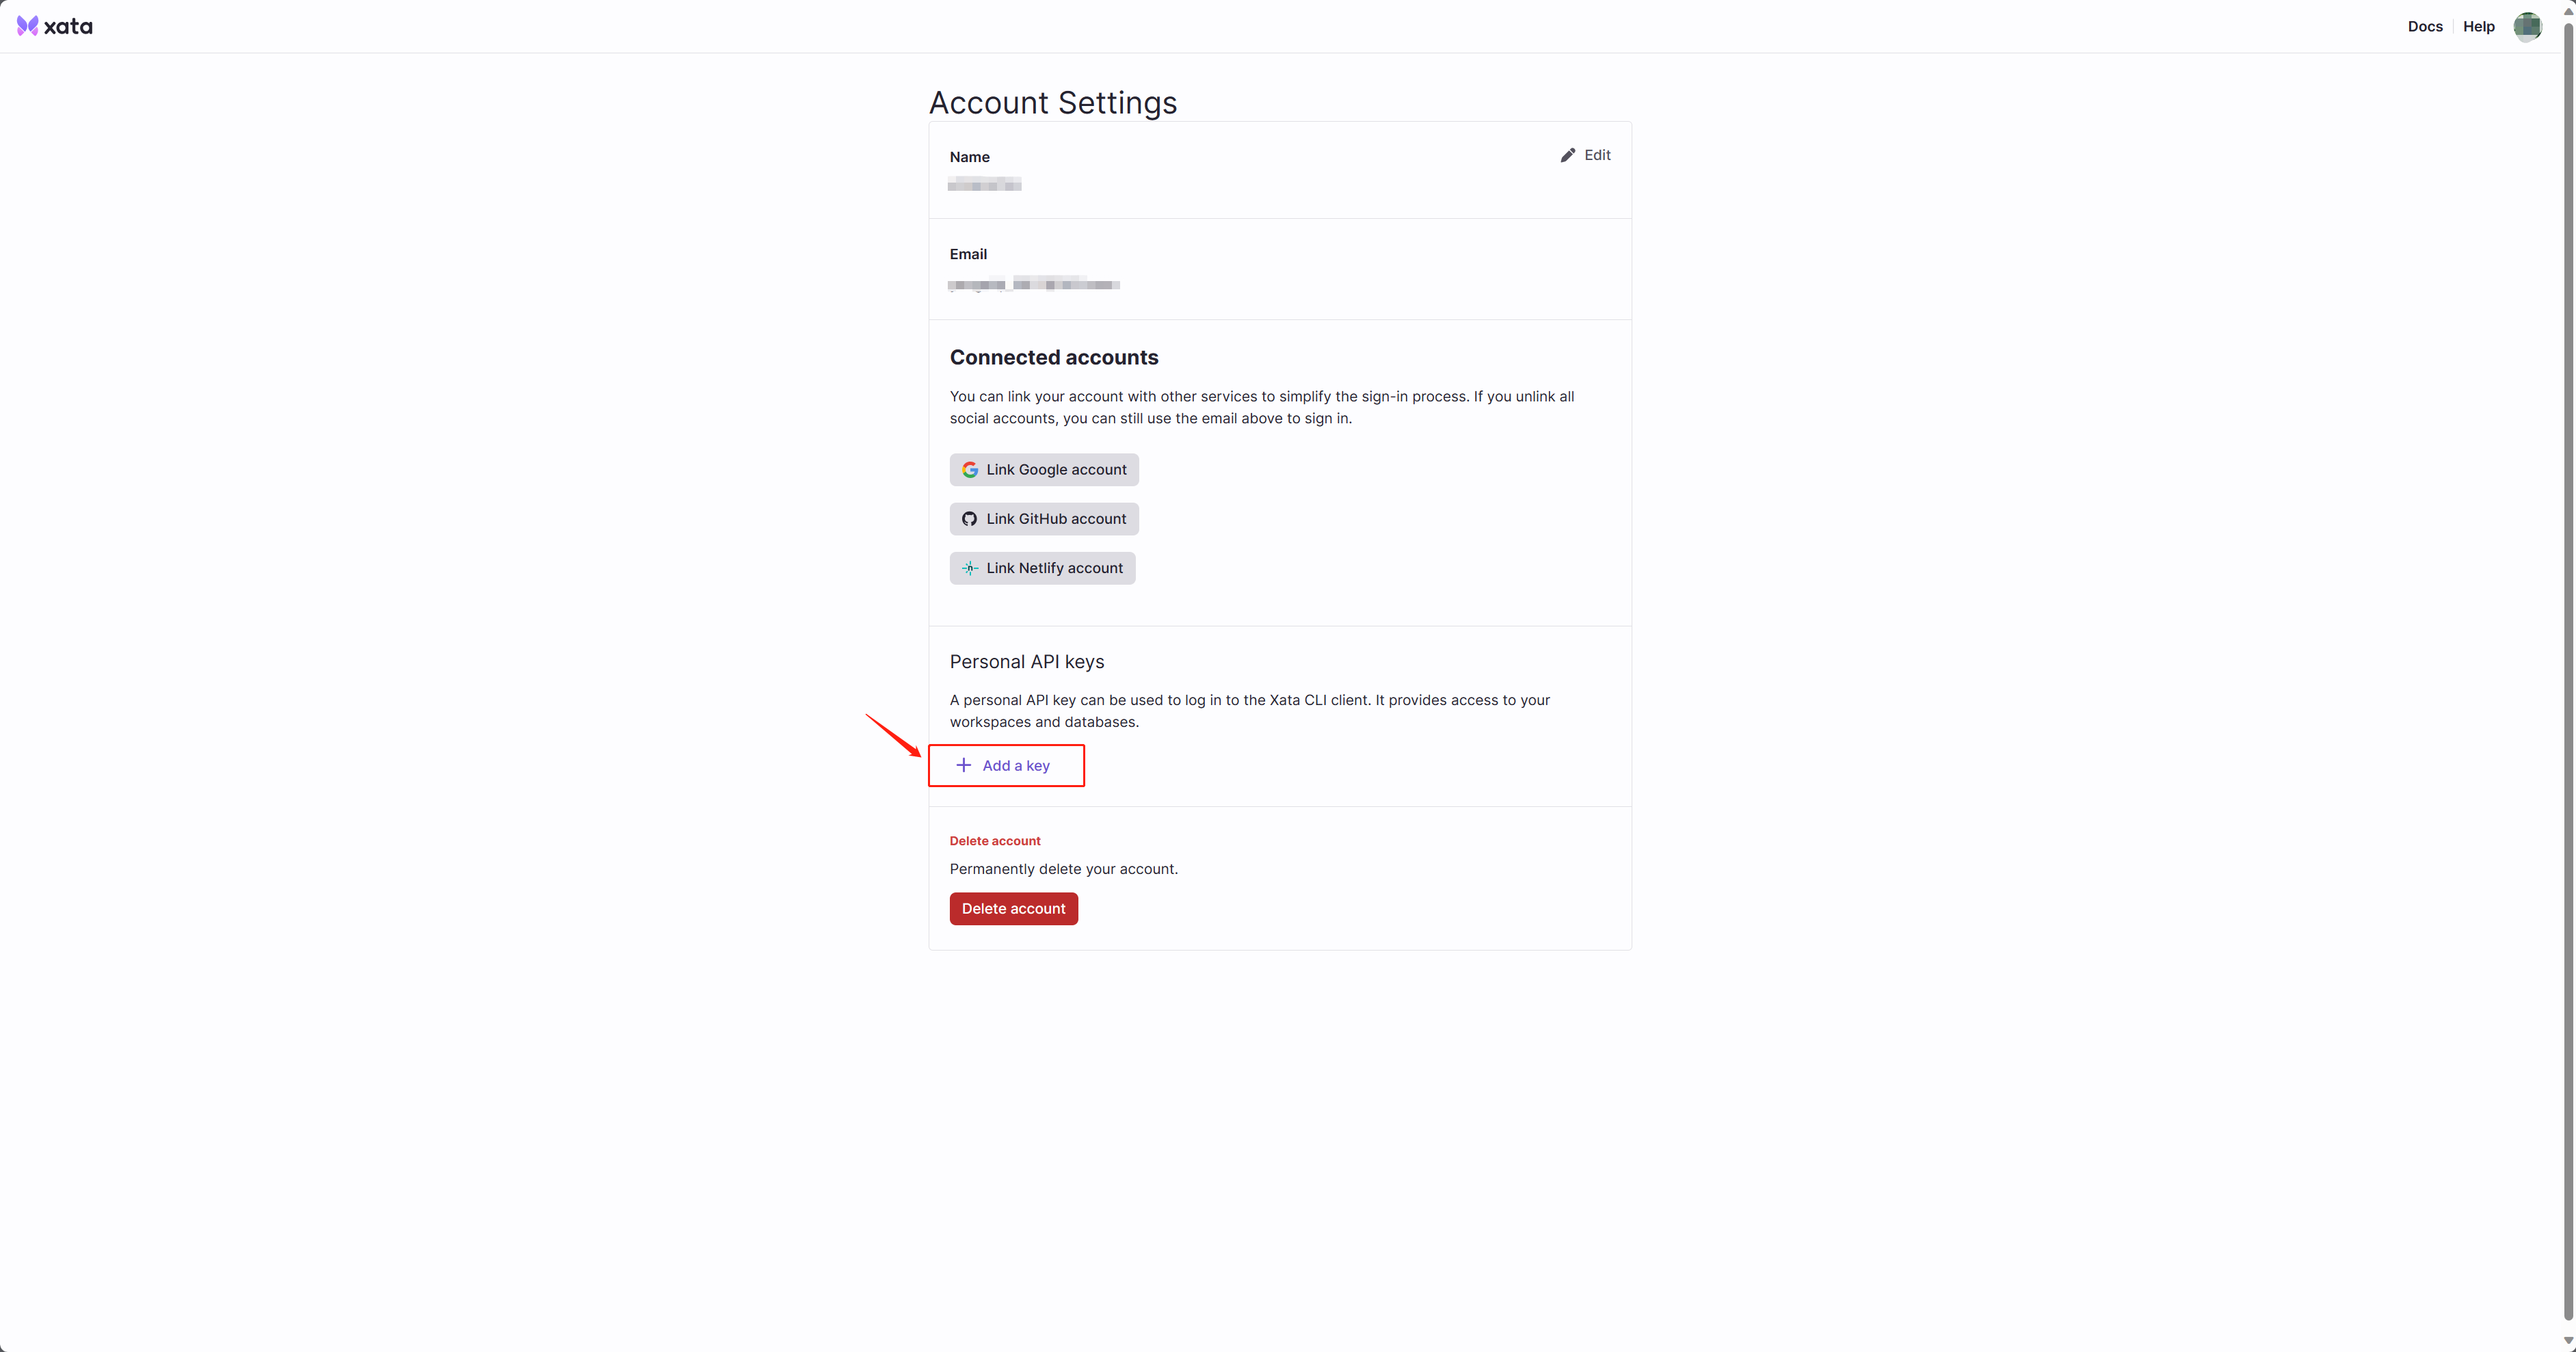 xata
Docs
Help
Account Settings
Name
Edit
Email
Connected accounts
You can link your account with other services to simplify the sign-in process. If you unlink all
social accounts, you can still use the email above to sign in.
Link Google account
Link GitHub account
Link Netlify account
Personal API keys
A personal API key can be used to log in to the Xata CLI client. It provides access to your
workspaces and databases.
Add a key
Delete account
Permanently delete your account.
Delete account